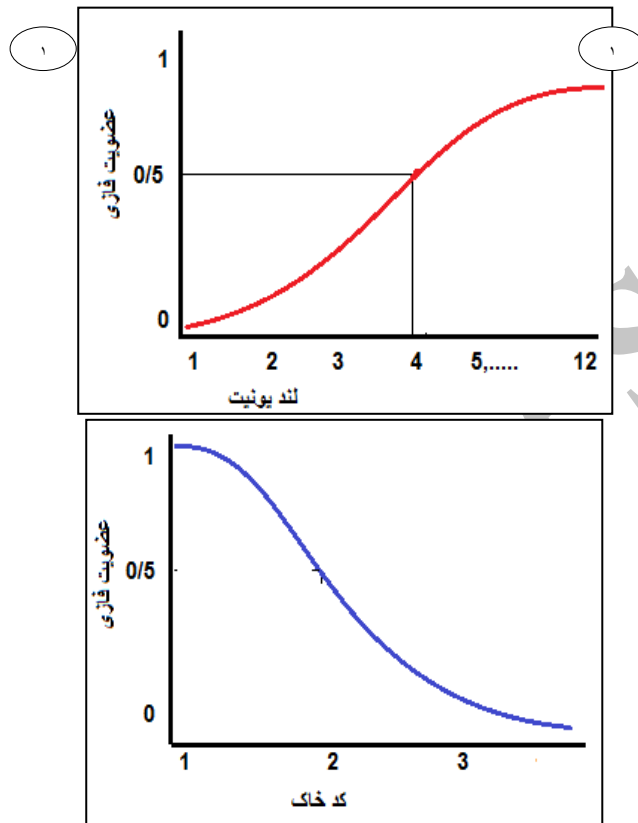 ۱
۱
1
عضویت فازی
0/5
0
1 2 3 4 5,..... 12
لند یونیت
1
عضویت فازی
0/5
0
1 2 3
کد خاک